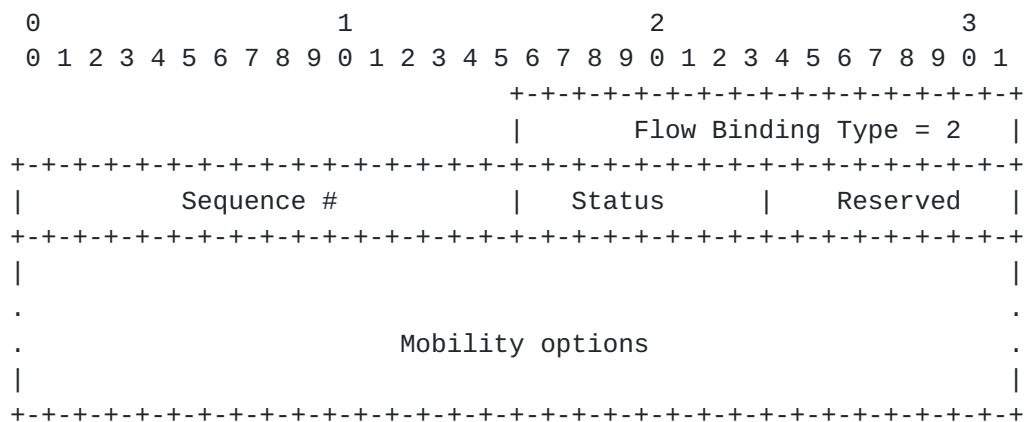 0                   1                   2                   3
 0 1 2 3 4 5 6 7 8 9 0 1 2 3 4 5 6 7 8 9 0 1 2 3 4 5 6 7 8 9 0 1
                                +-+-+-+-+-+-+-+-+-+-+-+-+-+-+-+-+
                                |       Flow Binding Type = 2   |
+-+-+-+-+-+-+-+-+-+-+-+-+-+-+-+-+-+-+-+-+-+-+-+-+-+-+-+-+-+-+-+-+
|          Sequence #           |   Status      |    Reserved   |
+-+-+-+-+-+-+-+-+-+-+-+-+-+-+-+-+-+-+-+-+-+-+-+-+-+-+-+-+-+-+-+-+
|                                                               |
.                                                               .
.                        Mobility options                       .
|                                                               |
+-+-+-+-+-+-+-+-+-+-+-+-+-+-+-+-+-+-+-+-+-+-+-+-+-+-+-+-+-+-+-+-+